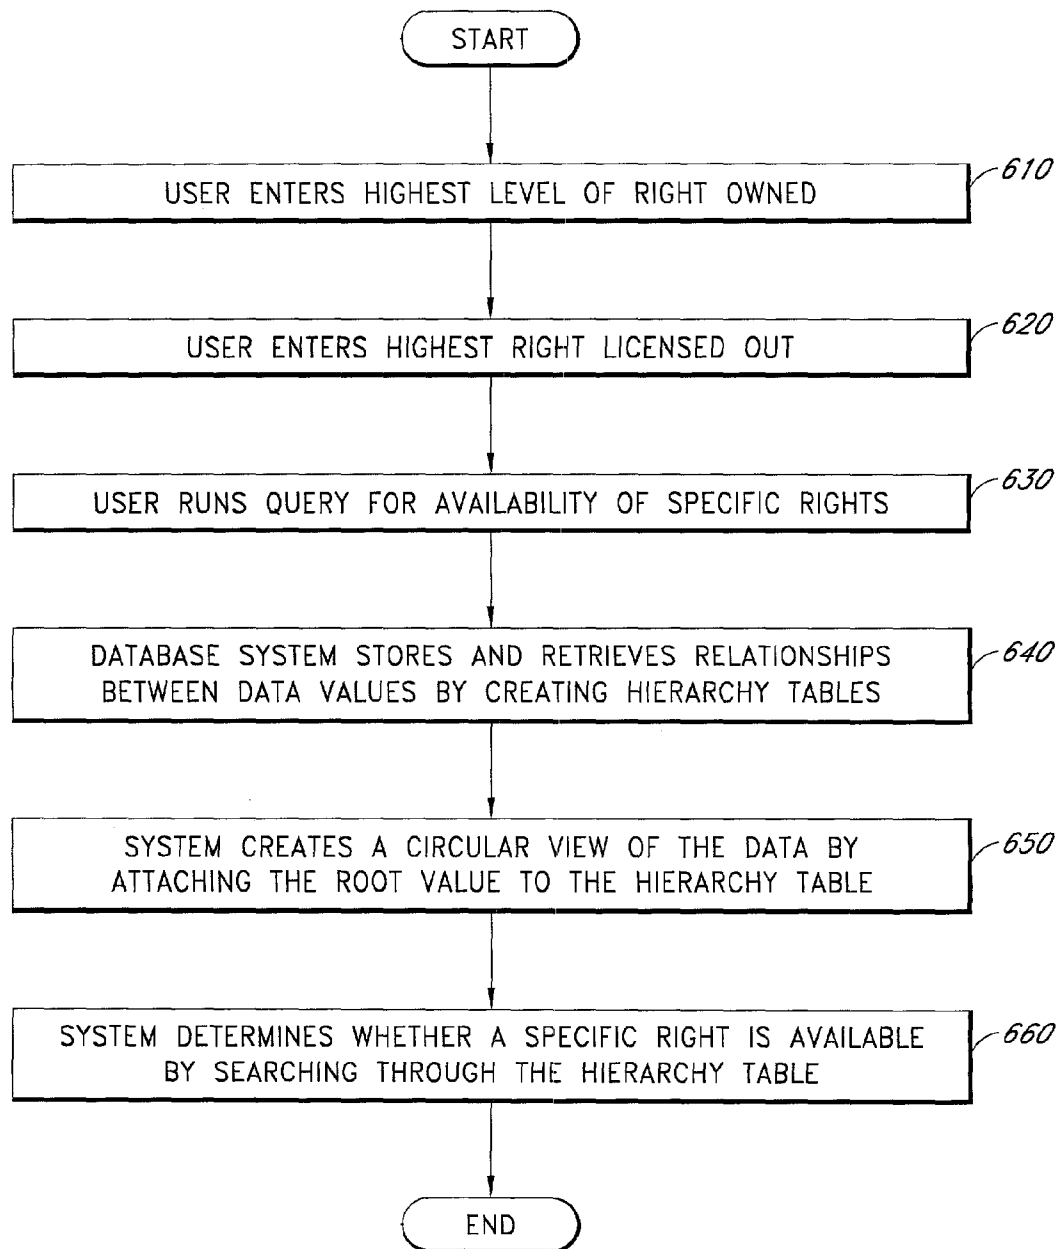 START
USER ENTERS HIGHEST LEVEL OF RIGHT OWNED
610
USER ENTERS HIGHEST RIGHT LICENSED OUT
620
USER RUNS QUERY FOR AVAILABILITY OF SPECIFIC RIGHTS
630
DATABASE SYSTEM STORES AND RETRIEVES RELATIONSHIPS
BETWEEN DATA VALUES BY CREATING HIERARCHY TABLES
640
SYSTEM CREATES A CIRCULAR VIEW OF THE DATA BY
ATTACHING THE ROOT VALUE TO THE HIERARCHY TABLE
650
SYSTEM DETERMINES WHETHER A SPECIFIC RIGHT IS AVAILABLE
BY SEARCHING THROUGH THE HIERARCHY TABLE
660
END